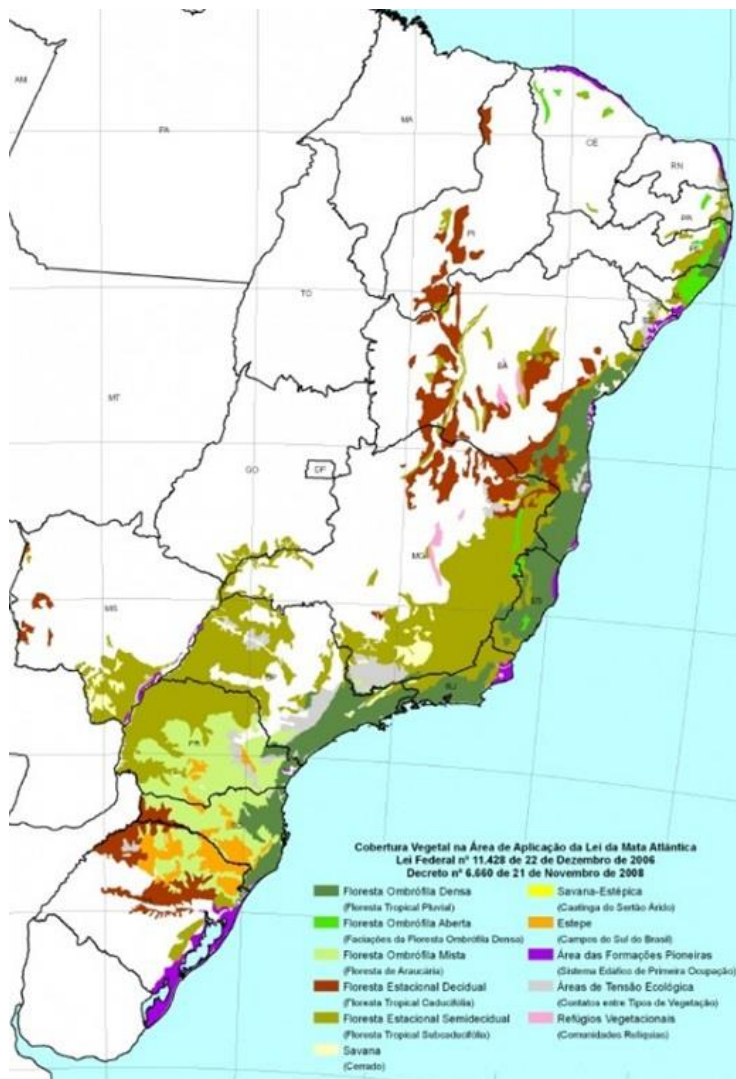 AM
PA
MA
CE
RN
PB
PE
PI
TO
BA
MT
GO
DF
MG
ES
MS
SP
RJ
PR
Cobertura Vegetal na Área de Aplicação da Lei da Mata Atlântica
Lei Federal nº 11.428 de 22 de Dezembro de 2006
Decreto nº 6.660 de 21 de Novembro de 2008
Floresta Ombrófila Densa
(Floresta Tropical Pluvial)
Floresta Ombrófila Aberta
(Faciações da Floresta Ombrófila Densa)
Floresta Ombrófila Mista
(Floresta de Araucária)
Floresta Estacional Decidual
(Floresta Tropical Caducifólia)
Floresta Estacional Semidecidual
(Floresta Tropical Subcaducifólia)
Savana
(Cerrado)
Savana-Estépica
(Caatinga do Sertão Árido)
Estepe
(Campos do Sul do Brasil)
Área das Formações Pioneiras
(Sistema Edáfico de Primeira Ocupação)
Áreas de Tensão Ecológica
(Contatos entre Tipos de Vegetação)
Refúgios Vegetacionais
(Comunidades Relíquias)